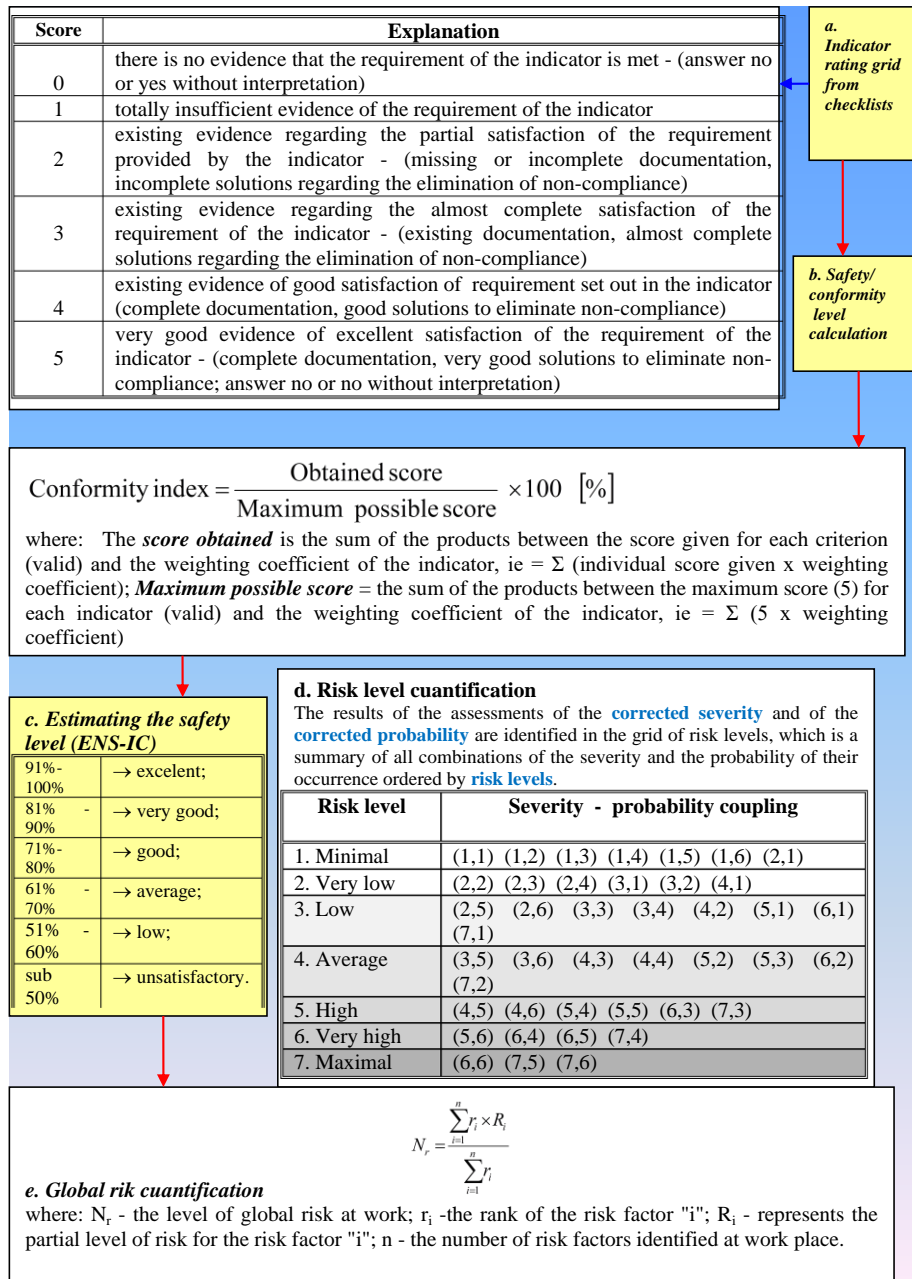 Score Explanation
0 there is no evidence that the requirement of the indicator is met - (answer no
or yes without interpretation)
1 totally insufficient evidence of the requirement of the indicator
2 existing evidence regarding the partial satisfaction of the requirement
provided by the indicator - (missing or incomplete documentation,
incomplete solutions regarding the elimination of non-compliance)
3 existing evidence regarding the almost complete satisfaction of the
requirement of the indicator - (existing documentation, almost complete
solutions regarding the elimination of non-compliance)
4 existing evidence of good satisfaction of requirement set out in the indicator
(complete documentation, good solutions to eliminate non-compliance)
5 very good evidence of excellent satisfaction of the requirement of the
indicator - (complete documentation, very good solutions to eliminate non-
compliance; answer no or no without interpretation)
a.
Indicator
rating grid
from
checklists
b. Safety/
conformity
level
calculation
Conformity index = Obtained score / Maximum possible score ×100 [%]
where: The score obtained is the sum of the products between the score given for each criterion
(valid) and the weighting coefficient of the indicator, ie = Σ (individual score given x weighting
coefficient); Maximum possible score = the sum of the products between the maximum score (5) for
each indicator (valid) and the weighting coefficient of the indicator, ie = Σ (5 x weighting
coefficient)
c. Estimating the safety
level (ENS-IC)
91%-
100% → excelent;
81% -
90% → very good;
71%-
80% → good;
61% -
70% → average;
51% -
60% → low;
sub
50% → unsatisfactory.
d. Risk level cuantification
The results of the assessments of the corrected severity and of the
corrected probability are identified in the grid of risk levels, which is a
summary of all combinations of the severity and the probability of their
occurrence ordered by risk levels.
Risk level Severity - probability coupling
1. Minimal (1,1) (1,2) (1,3) (1,4) (1,5) (1,6) (2,1)
2. Very low (2,2) (2,3) (2,4) (3,1) (3,2) (4,1)
3. Low (2,5) (2,6) (3,3) (3,4) (4,2) (5,1) (6,1)
(7,1)
4. Average (3,5) (3,6) (4,3) (4,4) (5,2) (5,3) (6,2)
(7,2)
5. High (4,5) (4,6) (5,4) (5,5) (6,3) (7,3)
6. Very high (5,6) (6,4) (6,5) (7,4)
7. Maximal (6,6) (7,5) (7,6)
N_r = ∑_{i=1}^{n} r_i × R_i / ∑_{i=1}^{n} r_i
e. Global rik cuantification
where: N_r - the level of global risk at work; r_i -the rank of the risk factor "i"; R_i - represents the
partial level of risk for the risk factor "i"; n - the number of risk factors identified at work place.